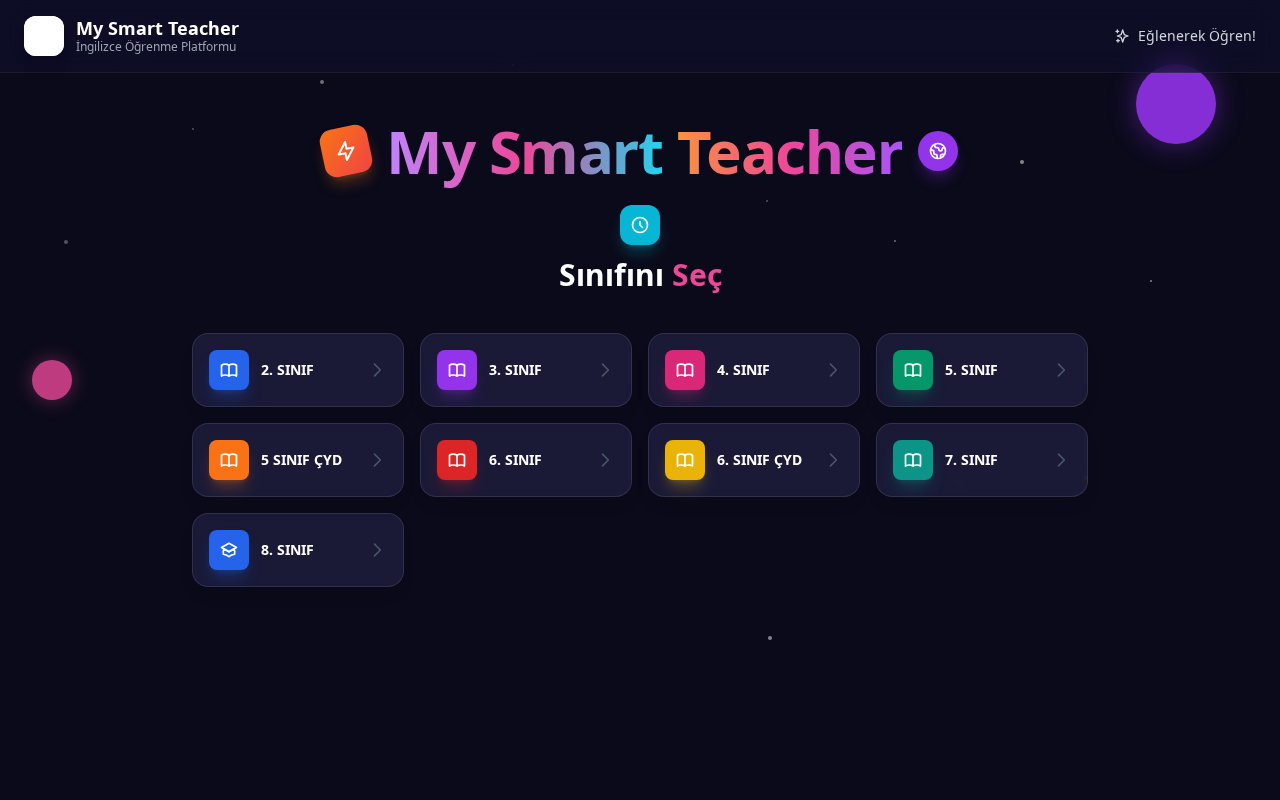 My Smart Teacher
İngilizce Öğrenme Platformu
Eğlenerek Öğren!
My Smart Teacher
Sınıfını Seç
2. SINIF
3. SINIF
4. SINIF
5. SINIF
5 SINIF ÇYD
6. SINIF
6. SINIF ÇYD
7. SINIF
8. SINIF